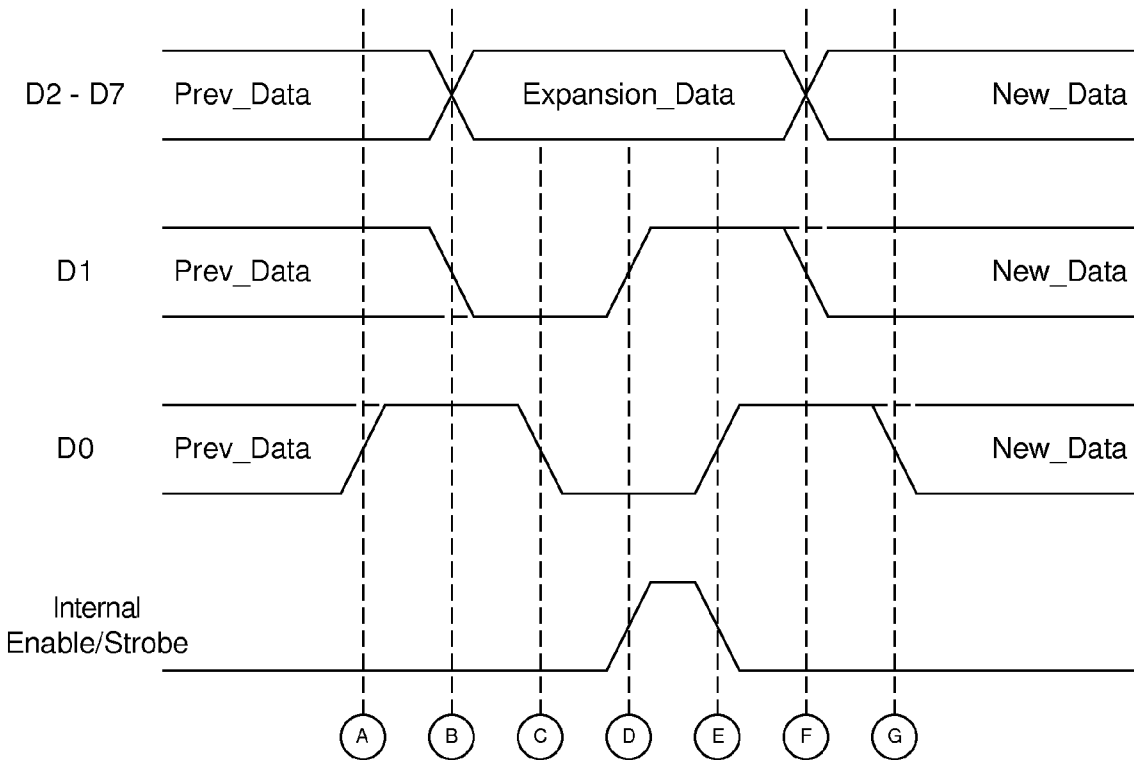 D2 - D7 Prev_Data Expansion_Data New_Data
D1 Prev_Data New_Data
D0 Prev_Data New_Data
Internal
Enable/Strobe
A B C D E F G